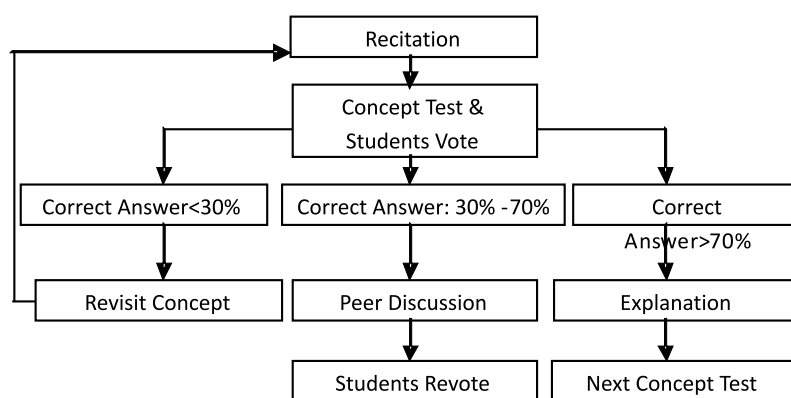 Recitation
Concept Test &
Students Vote
Correct Answer<30%
Correct Answer: 30% -70%
Correct
Answer>70%
Revisit Concept
Peer Discussion
Explanation
Students Revote
Next Concept Test